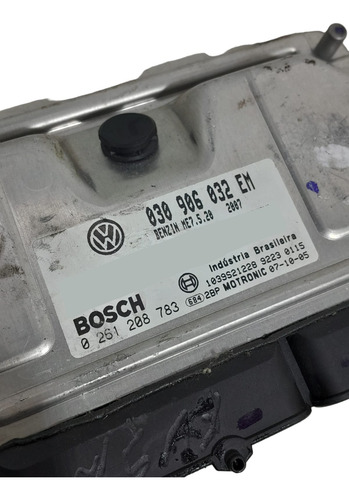 030 906 032 EM
BENZIN ME7.5.20 2007
Indústria Brasileira
1039S21228 9223 0115
BOSCH 684 2BP MOTRONIC 07-10-05
0 261 208 783